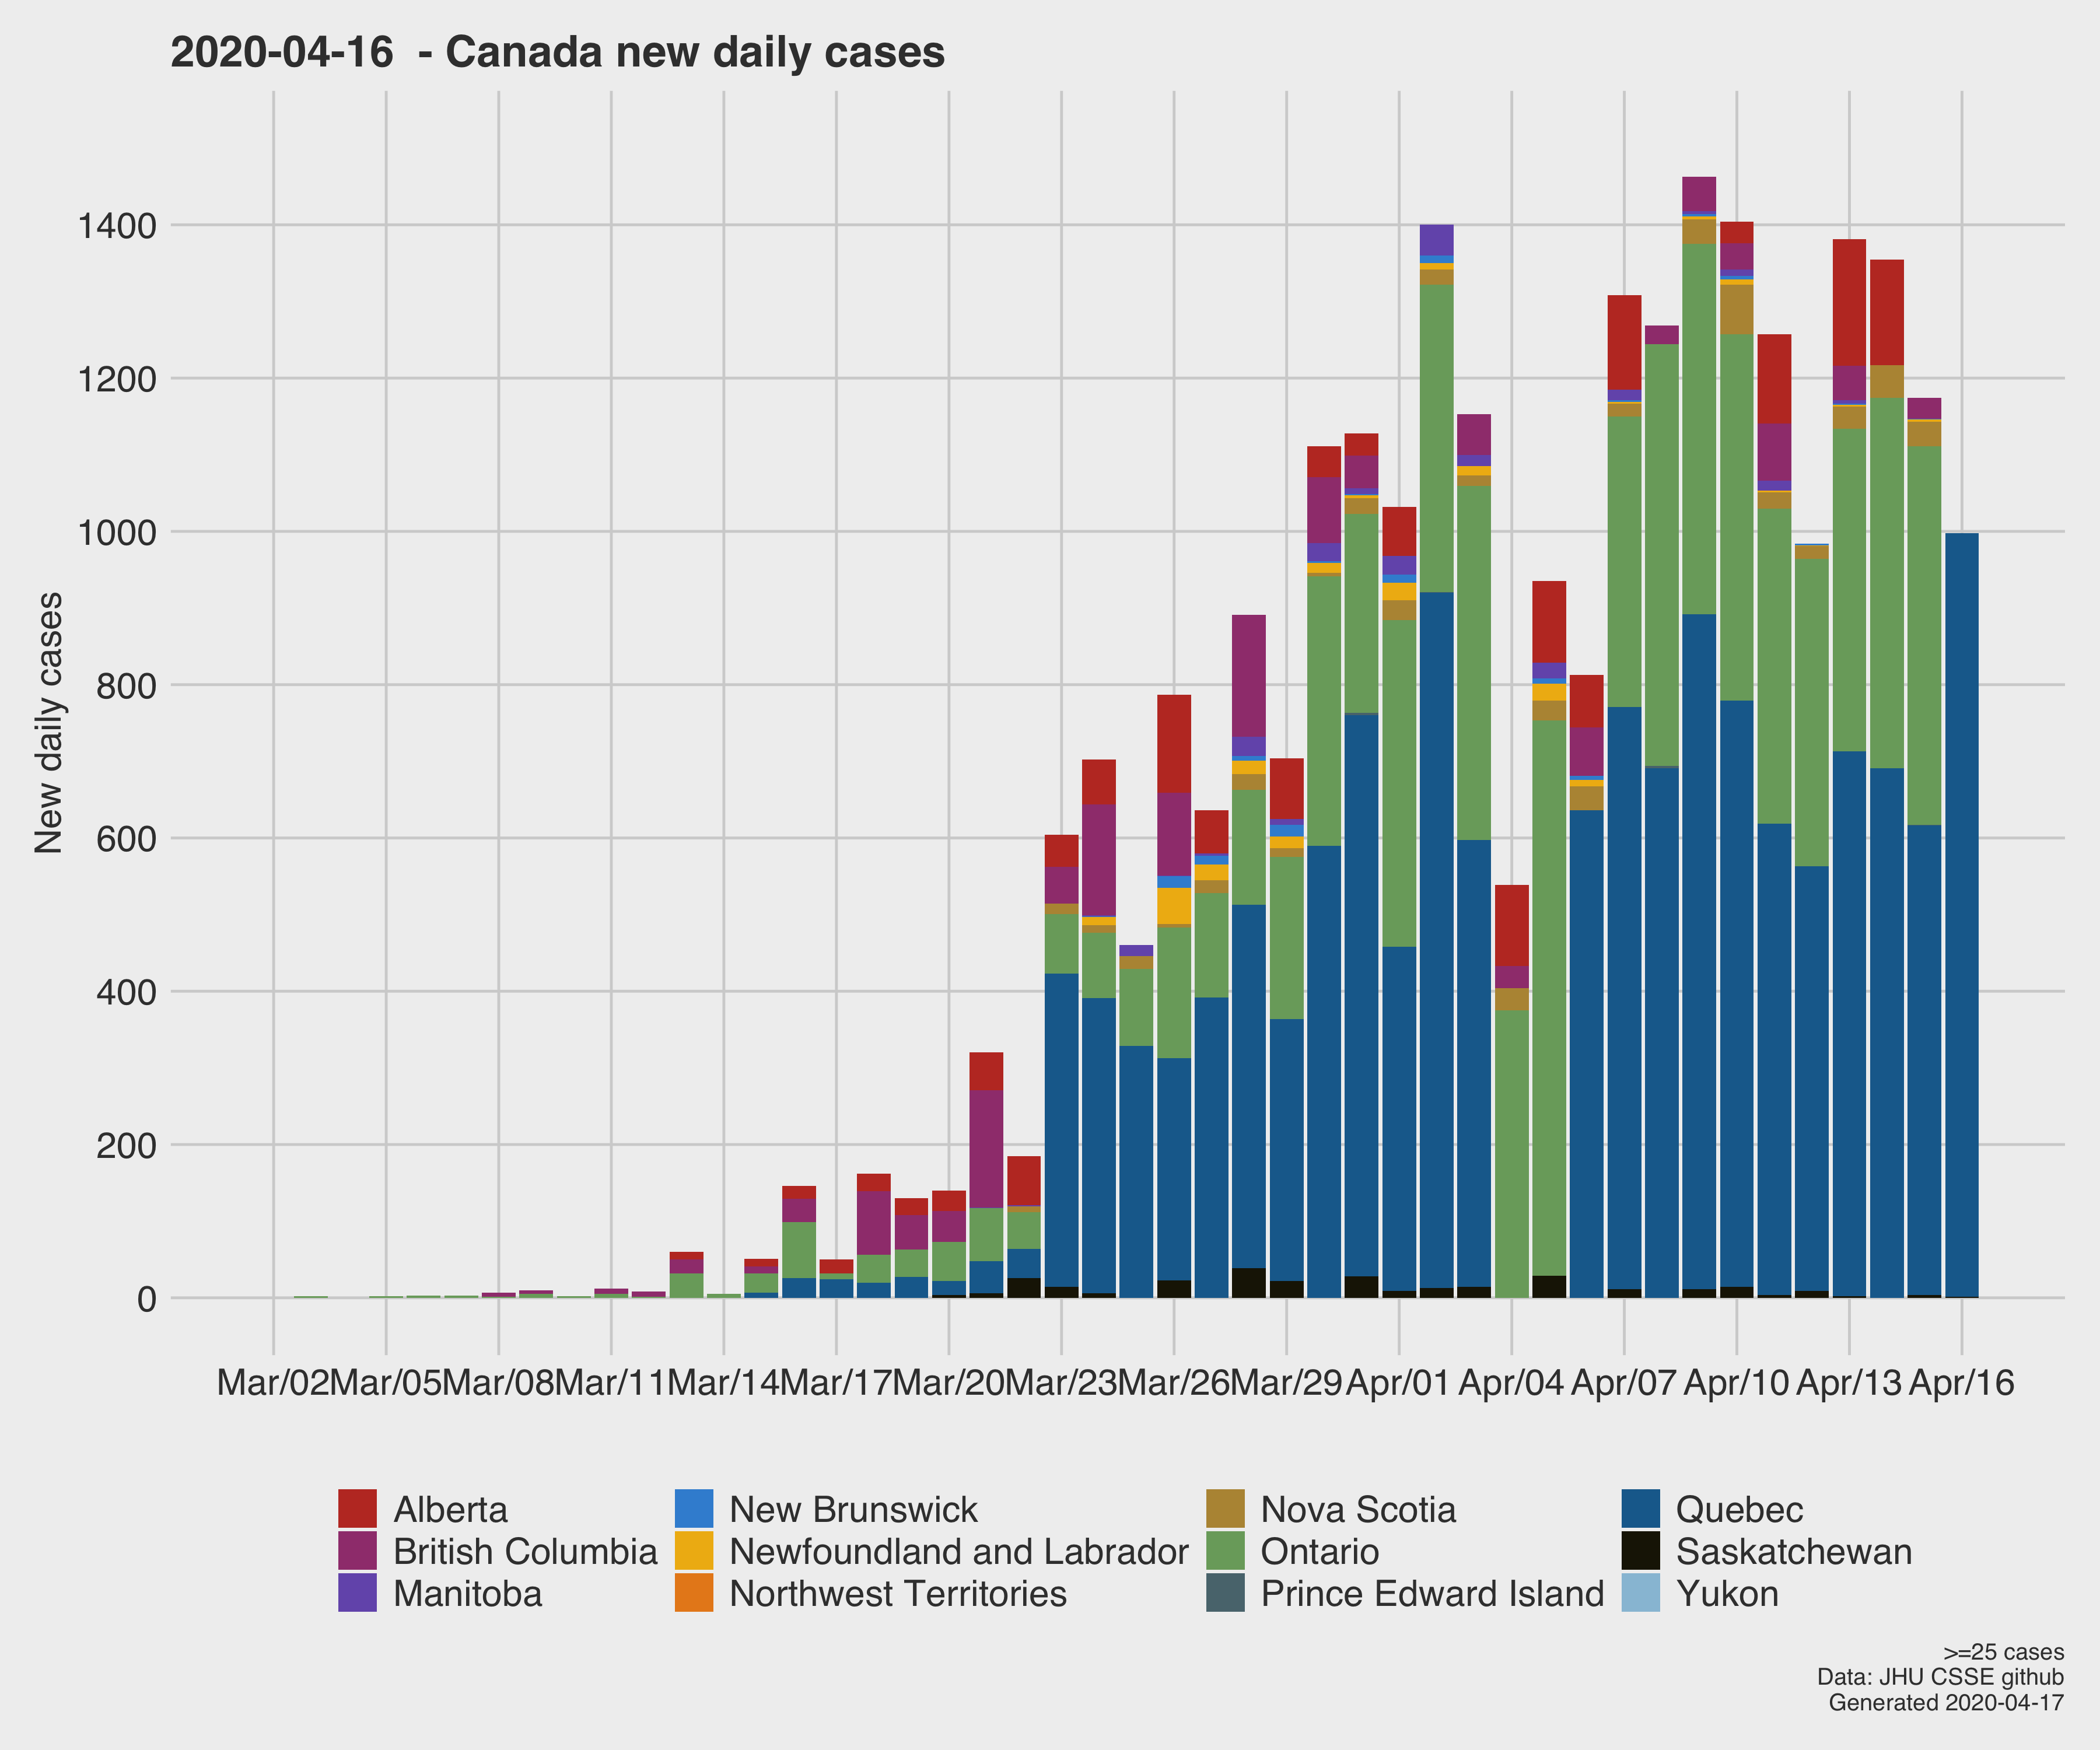 2020-04-16  - Canada new daily cases
New daily cases
1400
1200
1000
800
600
400
200
0
Mar/02 Mar/05 Mar/08 Mar/11 Mar/14 Mar/17 Mar/20 Mar/23 Mar/26 Mar/29 Apr/01 Apr/04 Apr/07 Apr/10 Apr/13 Apr/16
Alberta New Brunswick Nova Scotia Quebec
British Columbia Newfoundland and Labrador Ontario Saskatchewan
Manitoba Northwest Territories Prince Edward Island Yukon
>=25 cases
Data: JHU CSSE github
Generated 2020-04-17